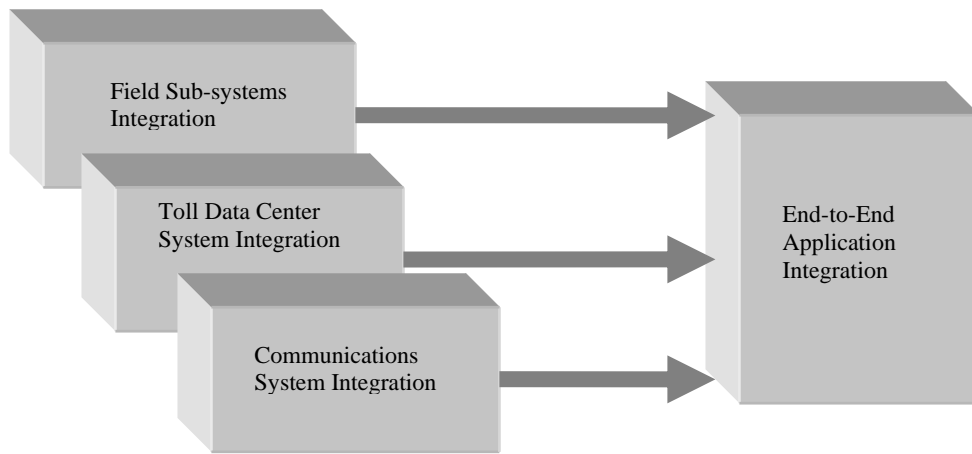 Field Sub-systems
Integration
Toll Data Center
System Integration
Communications
System Integration
End-to-End
Application
Integration